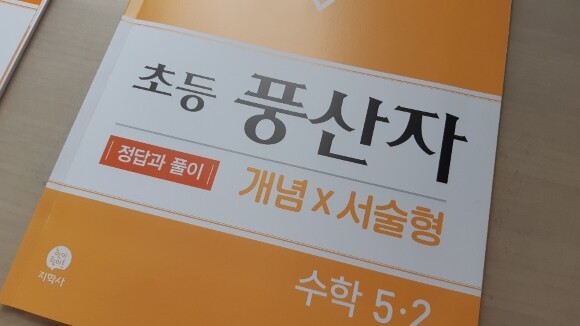 초등 풍산자
정답과 풀이
개념 x 서술형
지학사
수학 5·2